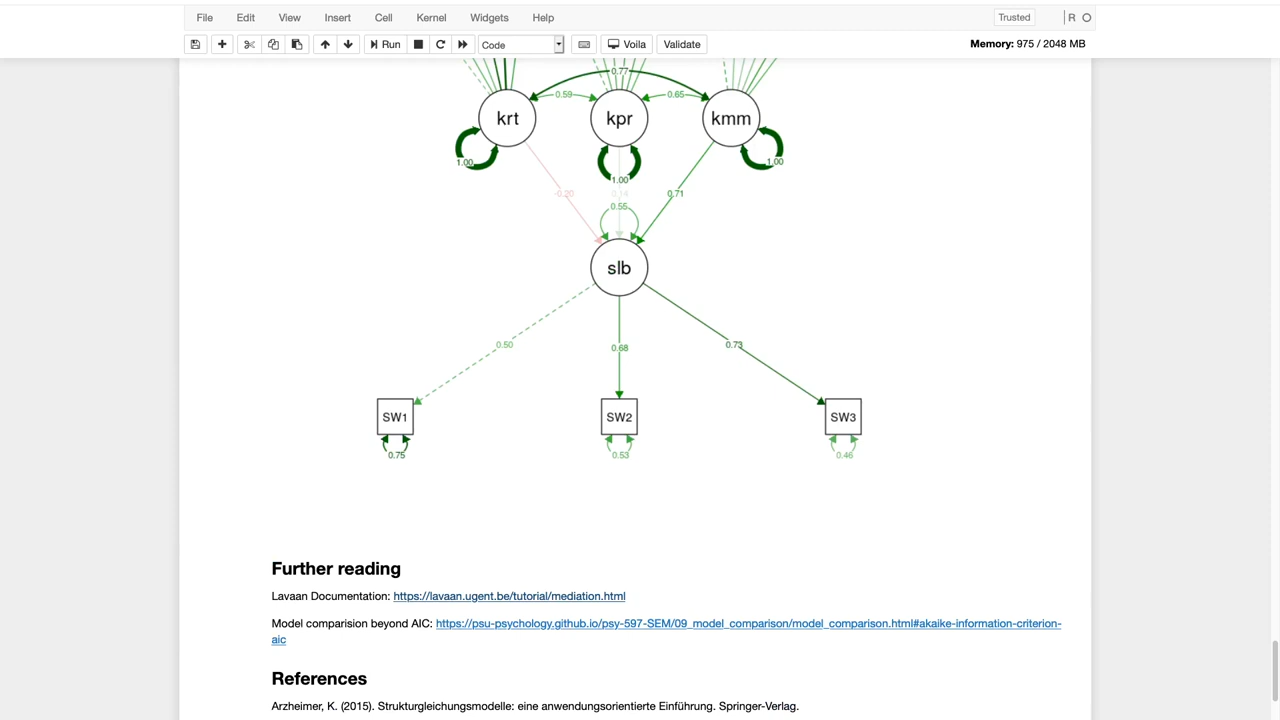 File Edit View Insert Cell Kernel Widgets Help Trusted R
Run Code Voila Validate Memory: 975 / 2048 MB
0.77
0.59 0.65
krt kpr kmm
1.00 1.00
1.00
-0.20 0.14 0.71
0.55
slb
0.50 0.68 0.73
SW1 SW2 SW3
0.75 0.53 0.46
Further reading
Lavaan Documentation: https://lavaan.ugent.be/tutorial/mediation.html
Model comparision beyond AIC: https://psu-psychology.github.io/psy-597-SEM/09_model_comparison/model_comparison.html#akaike-information-criterion-
aic
References
Arzheimer, K. (2015). Strukturgleichungsmodelle: eine anwendungsorientierte Einführung. Springer-Verlag.